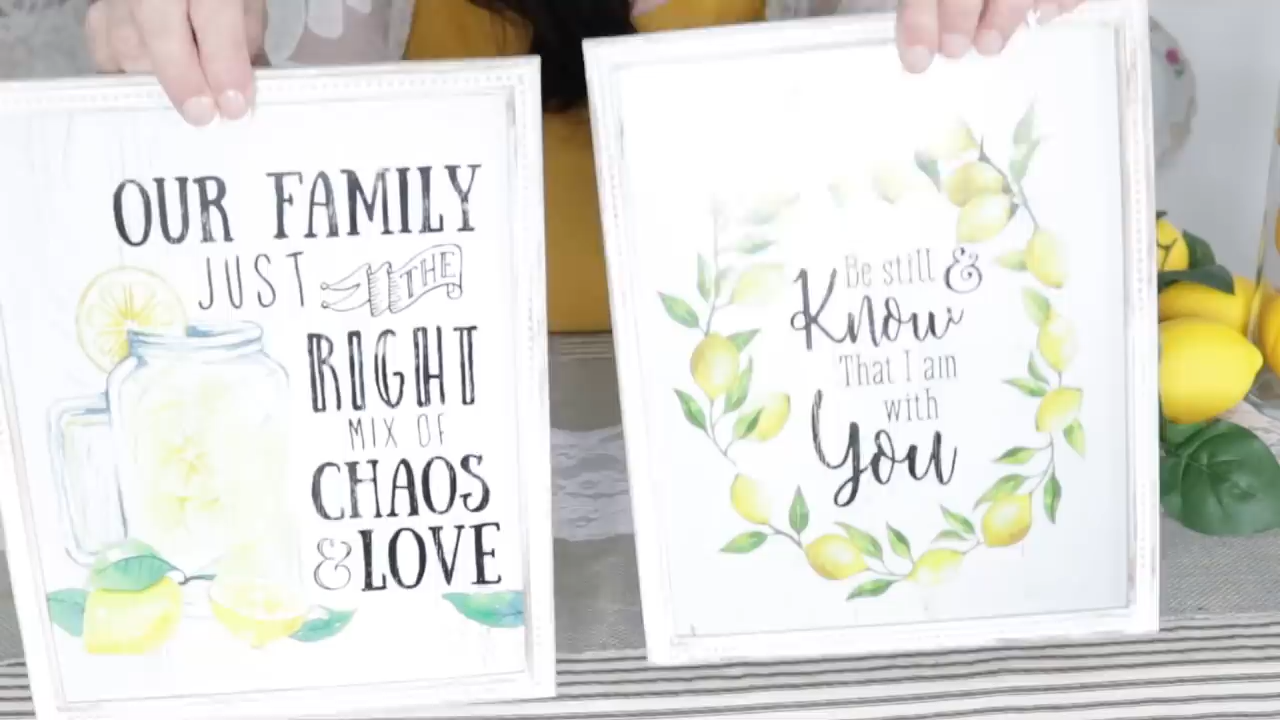 OUR FAMILY
JUST THE
RIGHT
MIX OF
CHAOS
& LOVE
Be still &
Know
That I am
with
You